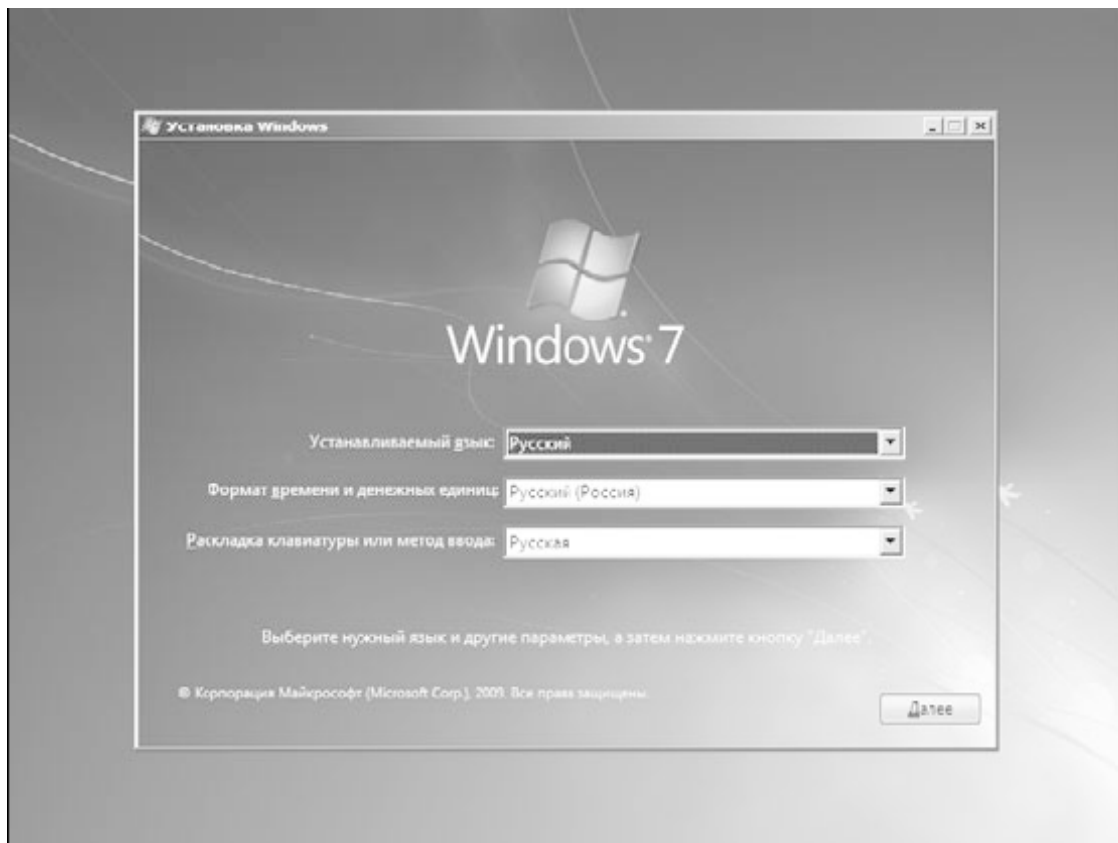 Установка Windows
Windows® 7
Устанавливаемый язык: Русский
Формат времени и денежных единиц: Русский (Россия)
Раскладка клавиатуры или метод ввода: Русская
Выберите нужный язык и другие параметры, а затем нажмите кнопку "Далее".
© Корпорация Майкрософт (Microsoft Corp.), 2009. Все права защищены.
Далее